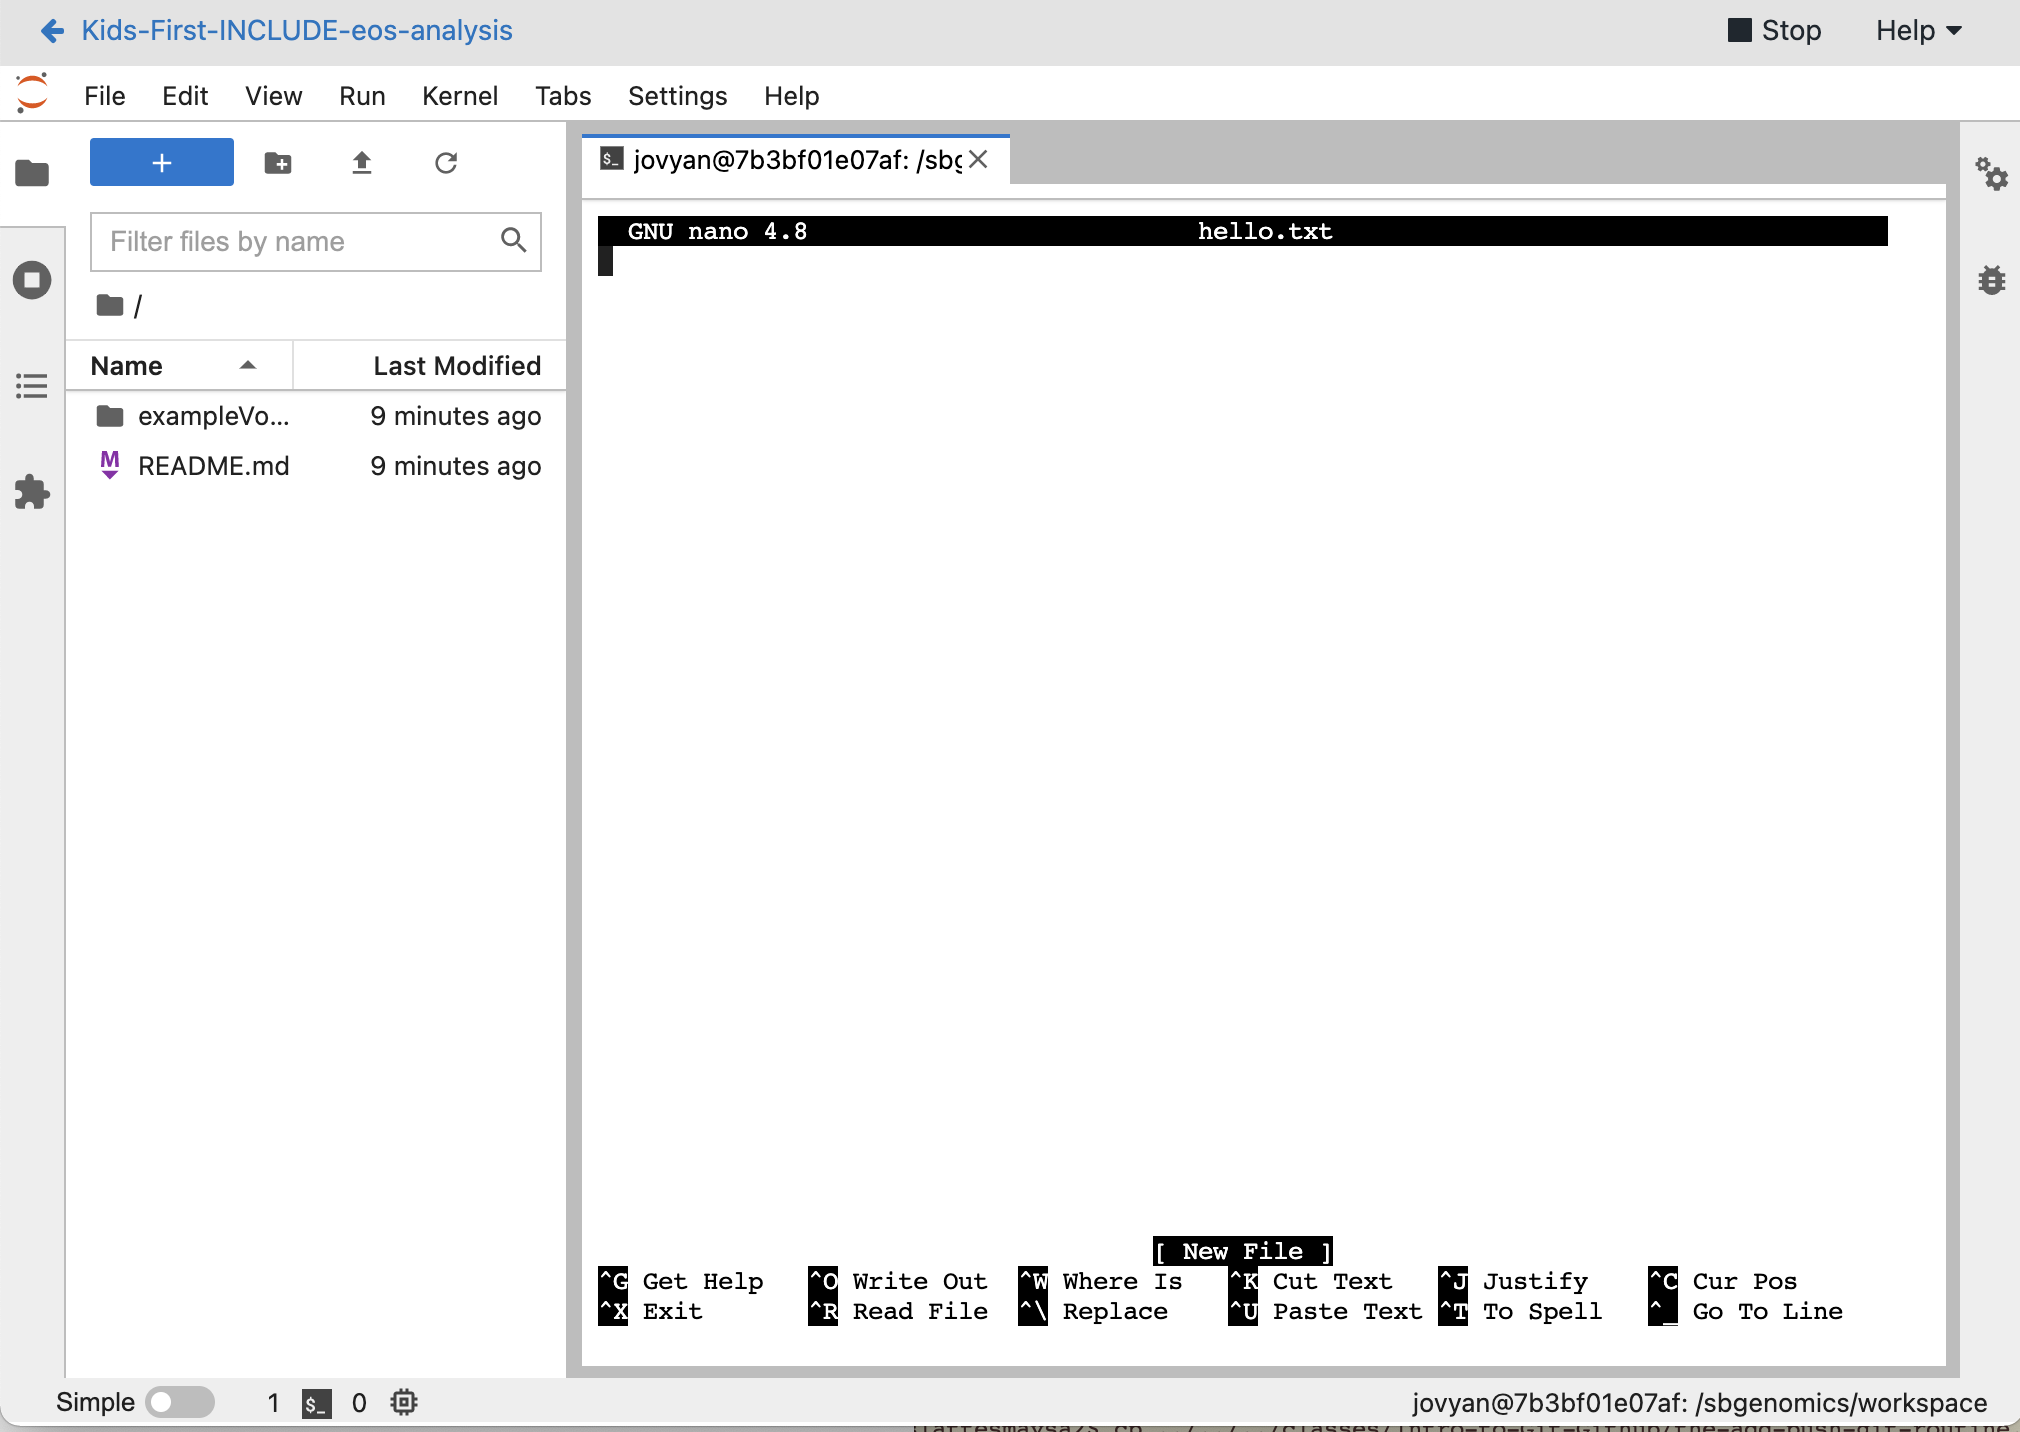 Kids-First-INCLUDE-eos-analysis
Stop
Help
File Edit View Run Kernel Tabs Settings Help
+
Filter files by name
/
Name Last Modified
exampleVo... 9 minutes ago
README.md 9 minutes ago
$_ jovyan@7b3bf01e07af: /sbg
GNU nano 4.8 hello.txt
[ New File ]
^G Get Help ^O Write Out ^W Where Is ^K Cut Text ^J Justify ^C Cur Pos
^X Exit ^R Read File ^\ Replace ^U Paste Text ^T To Spell ^_ Go To Line
Simple 1 $_ 0 jovyan@7b3bf01e07af: /sbgenomics/workspace